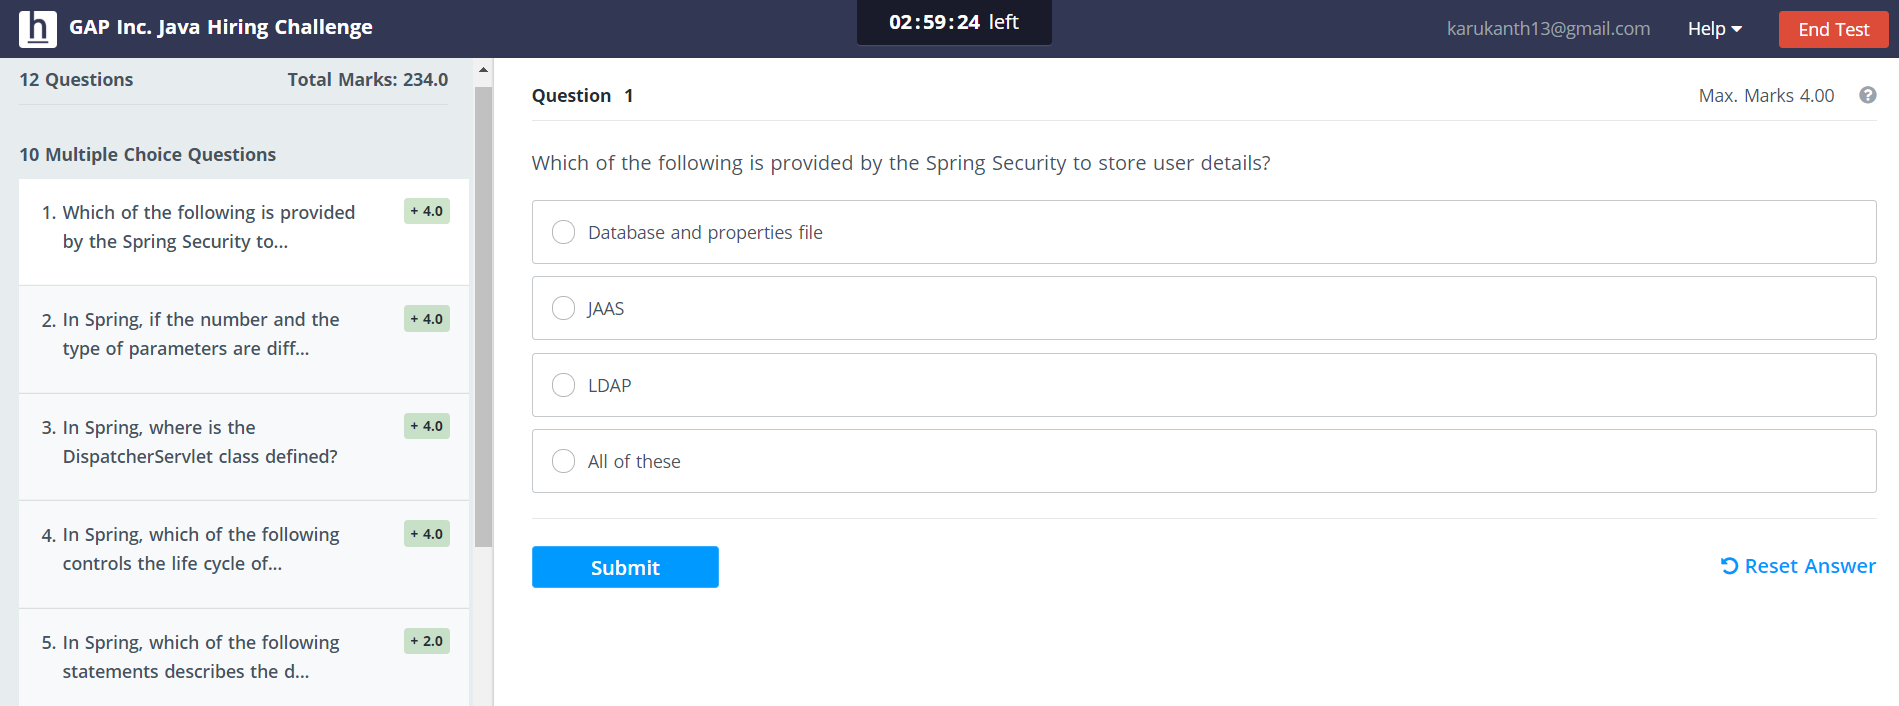 h GAP Inc. Java Hiring Challenge
02:59:24 left
karukanth13@gmail.com
Help
End Test
12 Questions
Total Marks: 234.0
10 Multiple Choice Questions
1. Which of the following is provided
by the Spring Security to...
+ 4.0
2. In Spring, if the number and the
type of parameters are diff...
+ 4.0
3. In Spring, where is the
DispatcherServlet class defined?
+ 4.0
4. In Spring, which of the following
controls the life cycle of...
+ 4.0
5. In Spring, which of the following
statements describes the d...
+ 2.0
Question 1
Max. Marks 4.00
?
Which of the following is provided by the Spring Security to store user details?
Database and properties file
JAAS
LDAP
All of these
Submit
Reset Answer